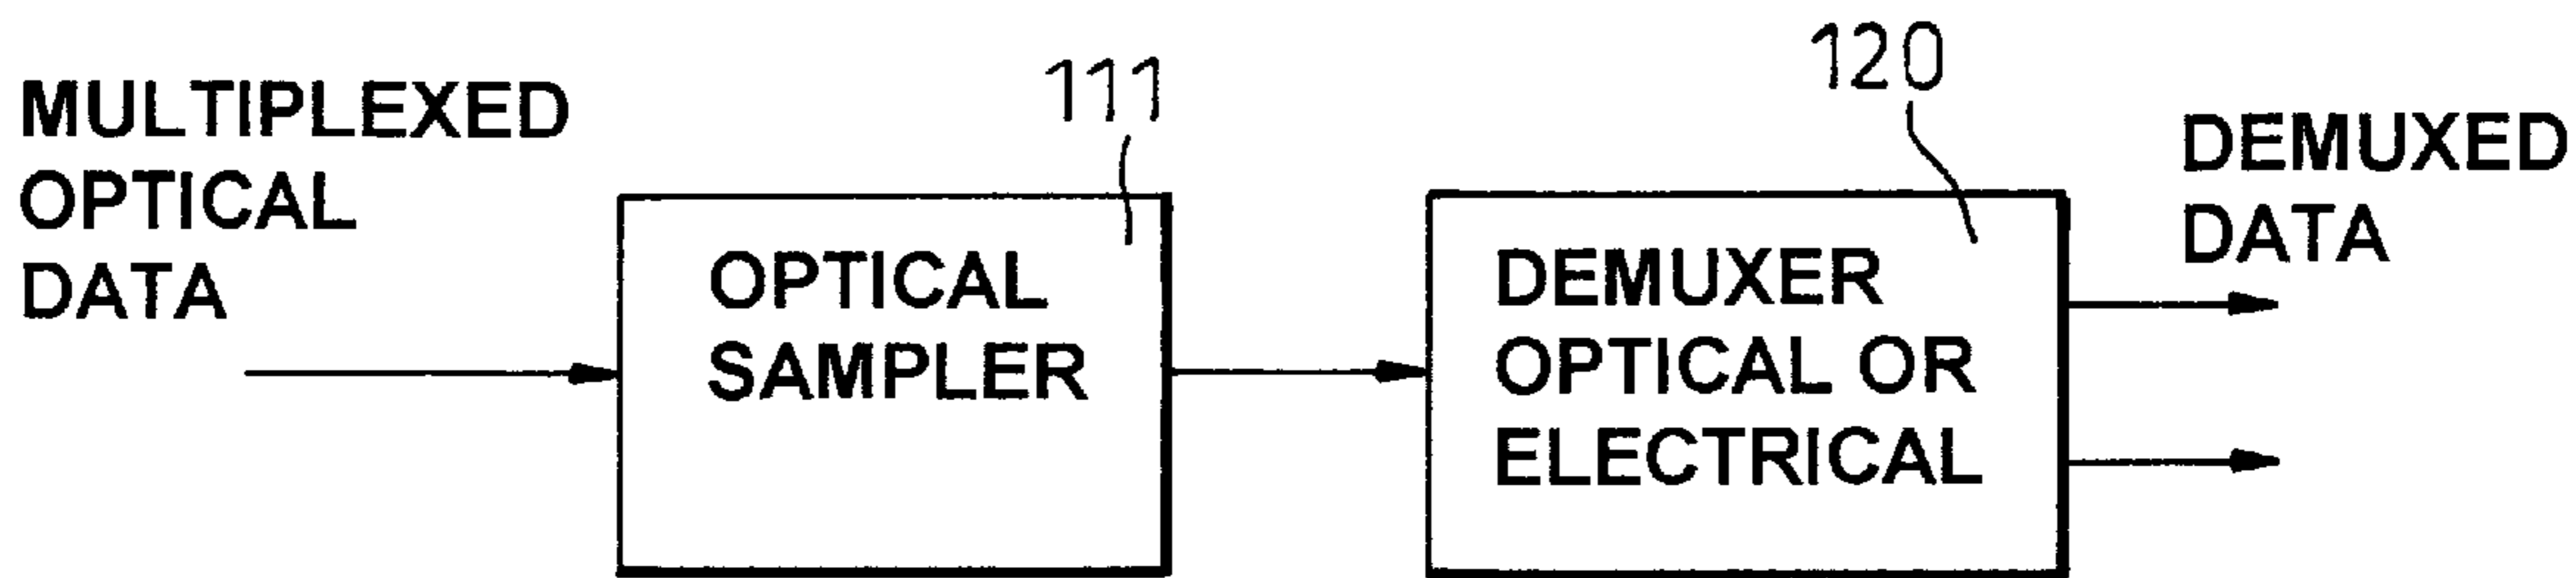 MULTIPLEXED
OPTICAL
DATA
111
OPTICAL
SAMPLER
120
DEMUXER
OPTICAL OR
ELECTRICAL
DEMUXED
DATA